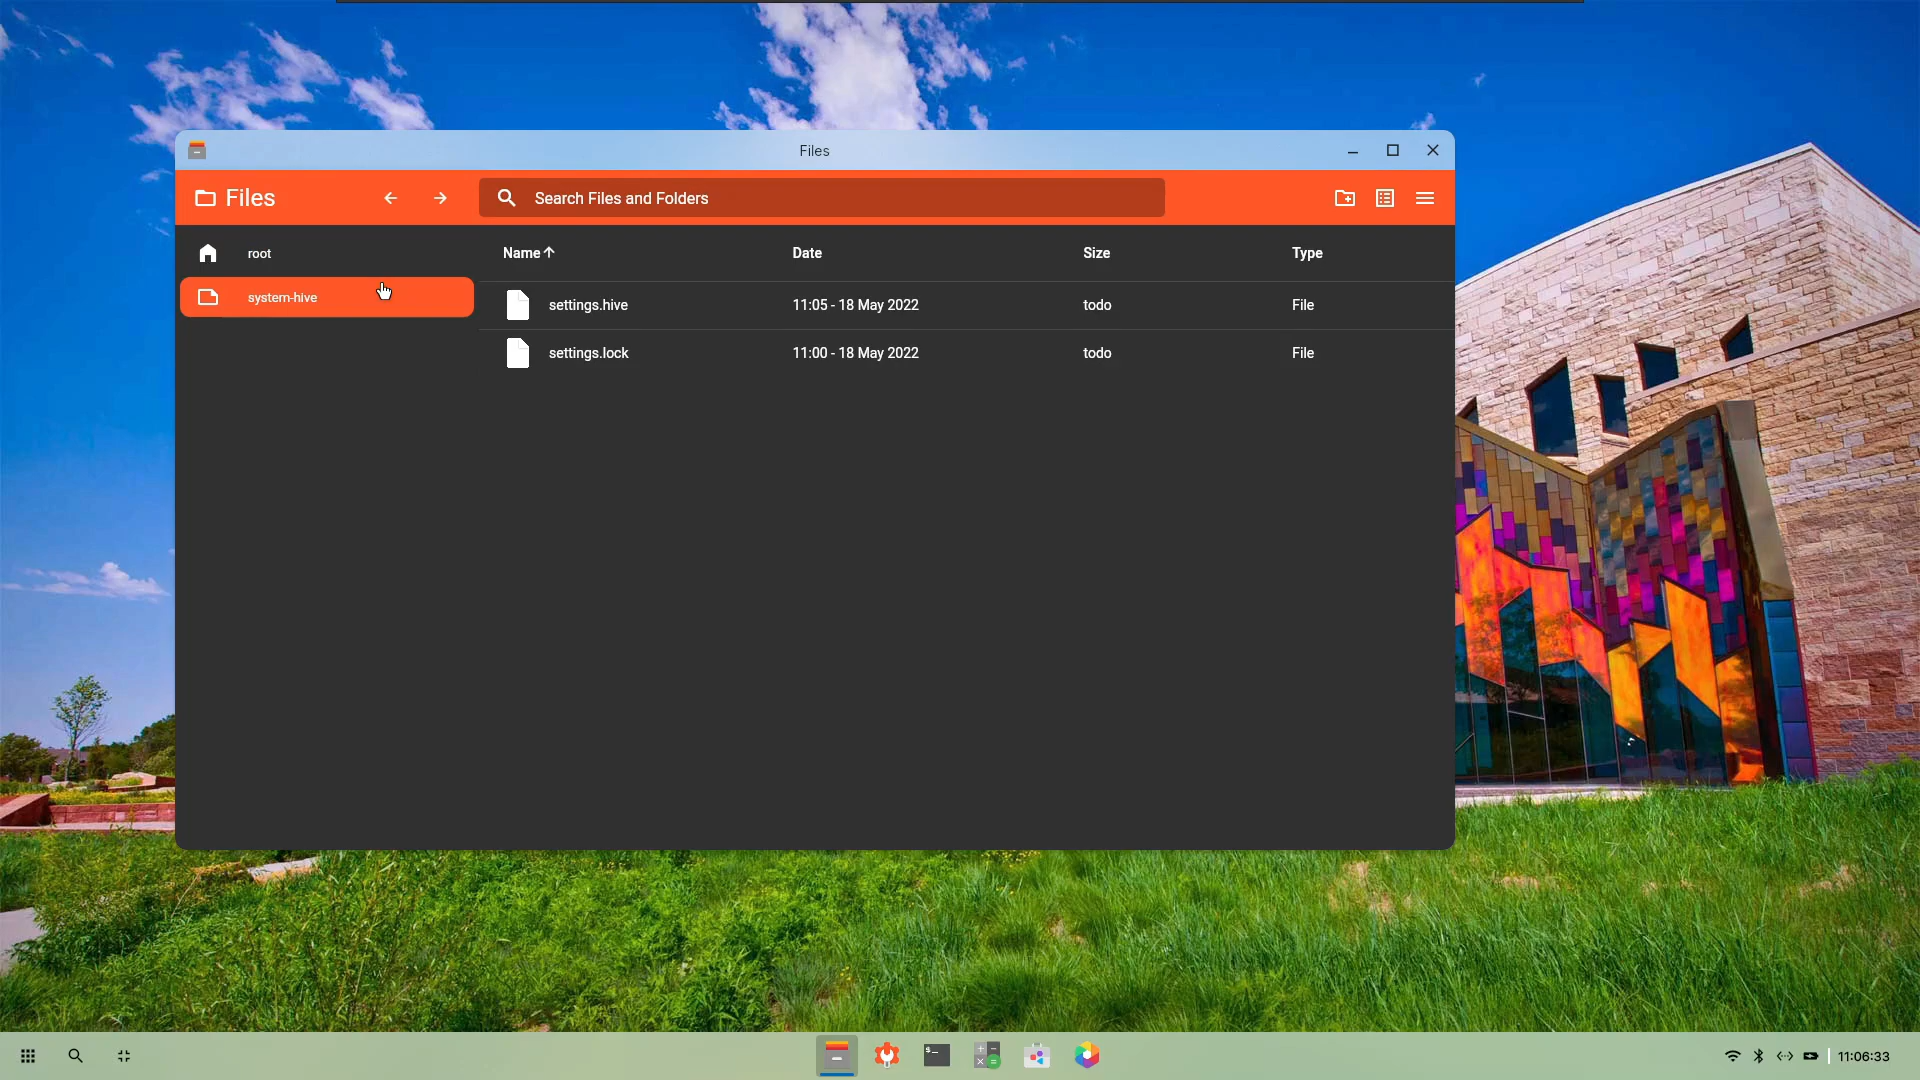 Files
Files
Search Files and Folders
root
system-hive
Name Date Size Type
settings.hive 11:05 - 18 May 2022 todo File
settings.lock 11:00 - 18 May 2022 todo File
$_
11:06:33